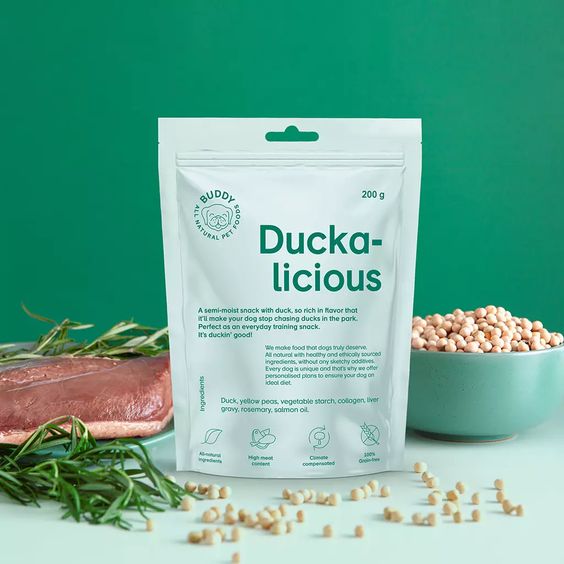 BUDDY
ALL NATURAL PET FOODS
200 g
Ducka-
licious
A semi-moist snack with duck, so rich in flavor that
it'll make your dog stop chasing ducks in the park.
Perfect as an everyday training snack.
It's duckin' good!
We make food that dogs truly deserve.
All natural with healthy and ethically sourced
ingredients, without any sketchy additives.
Every dog is unique and that's why we offer
personalised plans to ensure your dog an
ideal diet.
Ingredients
Duck, yellow peas, vegetable starch, collagen, liver
gravy, rosemary, salmon oil.
All-natural
ingredients
High meat
content
Climate
compensated
100%
Grain-free